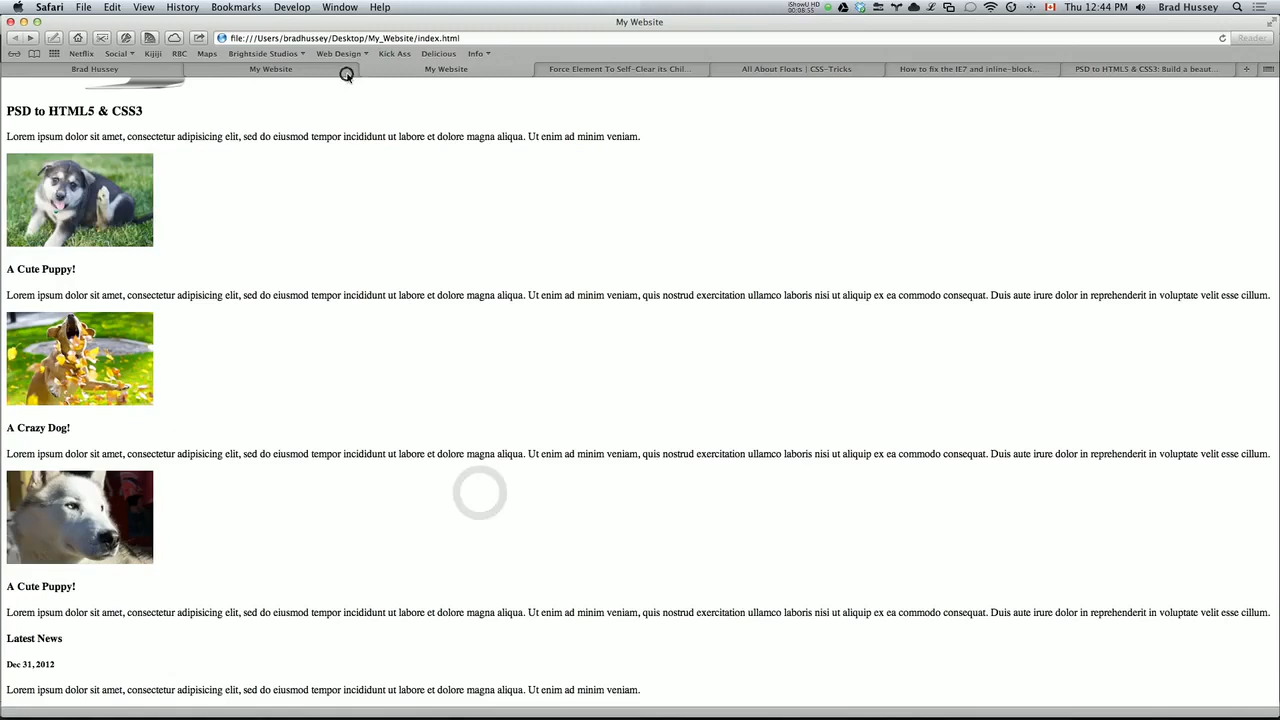 Safari File Edit View History Bookmarks Develop Window Help iShowU HD 00:08:55 Thu 12:44 PM Brad Hussey
My Website
file:///Users/bradhussey/Desktop/My_Website/index.html Reader
Netflix Social Kijiji RBC Maps Brightside Studios Web Design Kick Ass Delicious Info
Brad Hussey My Website My Website Force Element To Self-Clear its Chil... All About Floats | CSS-Tricks How to fix the IE7 and inline-block... PSD to HTML5 & CSS3: Build a beaut...
PSD to HTML5 & CSS3
Lorem ipsum dolor sit amet, consectetur adipisicing elit, sed do eiusmod tempor incididunt ut labore et dolore magna aliqua. Ut enim ad minim veniam.
A Cute Puppy!
Lorem ipsum dolor sit amet, consectetur adipisicing elit, sed do eiusmod tempor incididunt ut labore et dolore magna aliqua. Ut enim ad minim veniam, quis nostrud exercitation ullamco laboris nisi ut aliquip ex ea commodo consequat. Duis aute irure dolor in reprehenderit in voluptate velit esse cillum.
A Crazy Dog!
Lorem ipsum dolor sit amet, consectetur adipisicing elit, sed do eiusmod tempor incididunt ut labore et dolore magna aliqua. Ut enim ad minim veniam, quis nostrud exercitation ullamco laboris nisi ut aliquip ex ea commodo consequat. Duis aute irure dolor in reprehenderit in voluptate velit esse cillum.
A Cute Puppy!
Lorem ipsum dolor sit amet, consectetur adipisicing elit, sed do eiusmod tempor incididunt ut labore et dolore magna aliqua. Ut enim ad minim veniam, quis nostrud exercitation ullamco laboris nisi ut aliquip ex ea commodo consequat. Duis aute irure dolor in reprehenderit in voluptate velit esse cillum.
Latest News
Dec 31, 2012
Lorem ipsum dolor sit amet, consectetur adipisicing elit, sed do eiusmod tempor incididunt ut labore et dolore magna aliqua. Ut enim ad minim veniam.